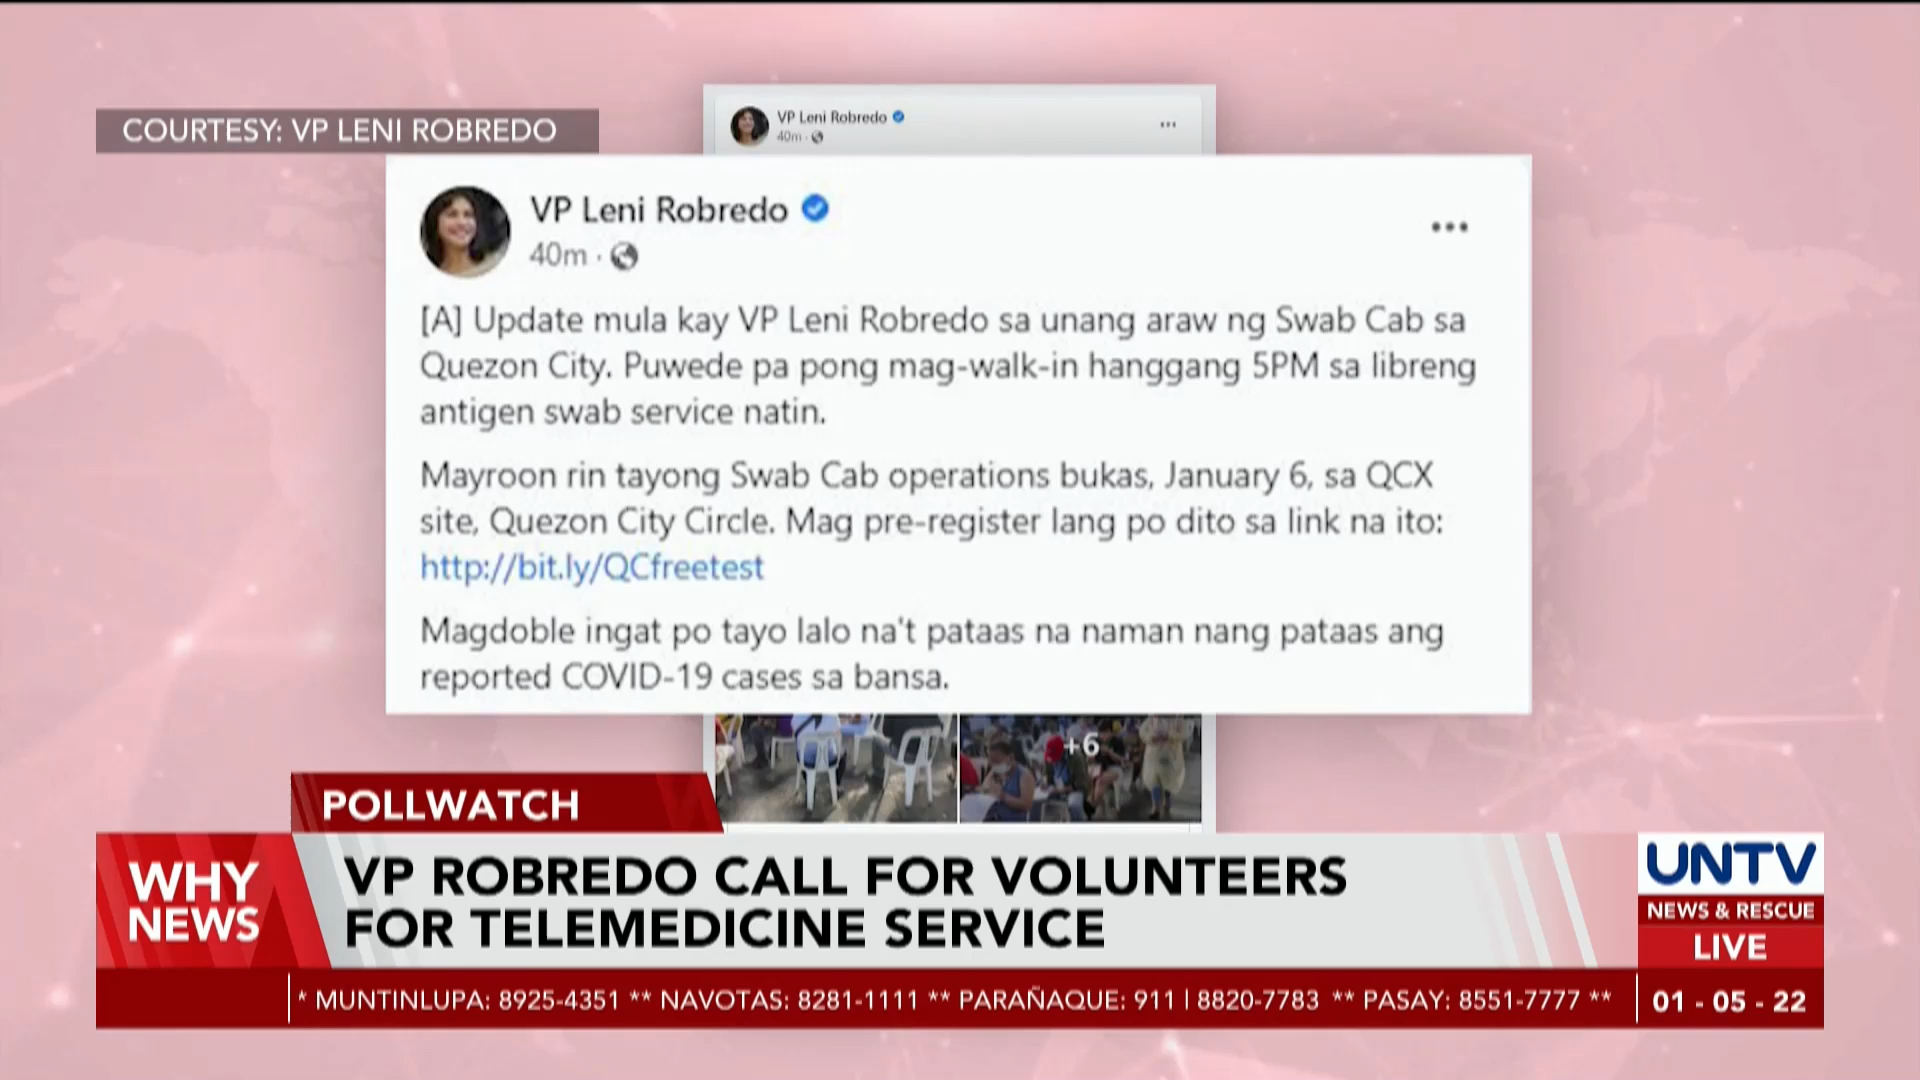 COURTESY: VP LENI ROBREDO
VP Leni Robredo
40m ·
VP Leni Robredo
40m ·
[A] Update mula kay VP Leni Robredo sa unang araw ng Swab Cab sa
Quezon City. Puwede pa pong mag-walk-in hanggang 5PM sa libreng
antigen swab service natin.
Mayroon rin tayong Swab Cab operations bukas, January 6, sa QCX
site, Quezon City Circle. Mag pre-register lang po dito sa link na ito:
http://bit.ly/QCfreetest
Magdoble ingat po tayo lalo na't pataas na naman nang pataas ang
reported COVID-19 cases sa bansa.
+6
POLLWATCH
WHY
NEWS
VP ROBREDO CALL FOR VOLUNTEERS
FOR TELEMEDICINE SERVICE
UNTV
NEWS & RESCUE
LIVE
* MUNTINLUPA: 8925-4351 ** NAVOTAS: 8281-1111 ** PARAÑAQUE: 911 | 8820-7783 ** PASAY: 8551-7777 **
01 - 05 - 22